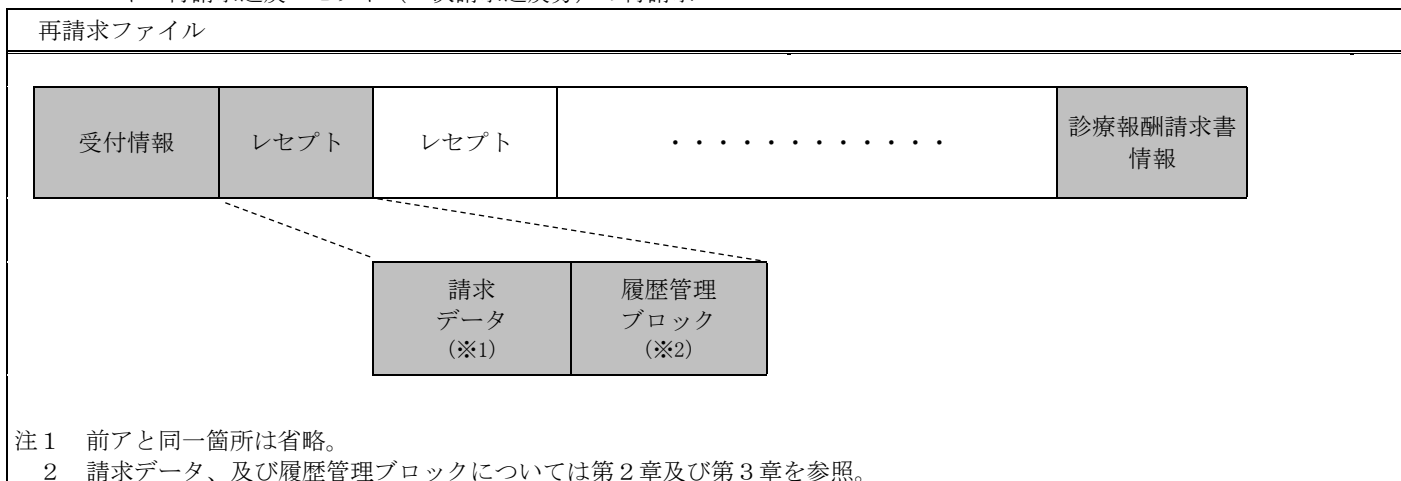 再請求ファイル
受付情報
レセプト
レセプト
・・・・・・・・・・・・
診療報酬請求書
情報
請求
データ
(※1)
履歴管理
ブロック
(※2)
注１　前アと同一箇所は省略。
２　請求データ、及び履歴管理ブロックについては第２章及び第３章を参照。